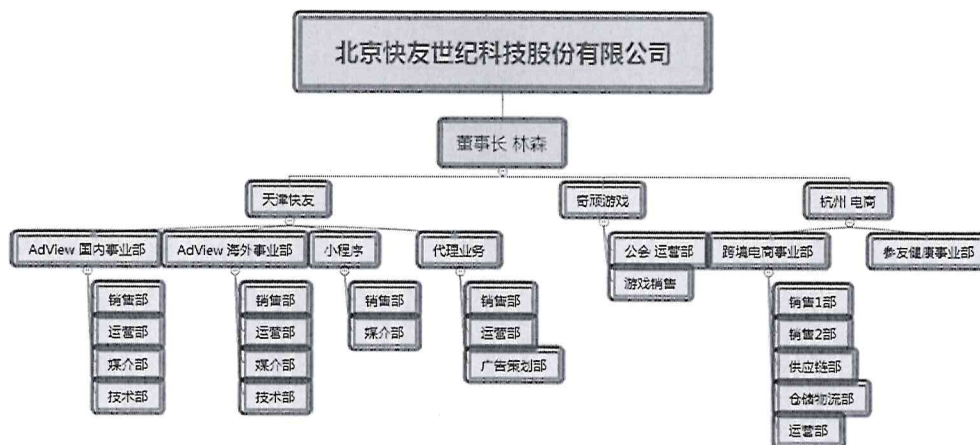 北京快友世纪科技股份有限公司
董事长 林森
天津快友
奇顽游戏
杭州 电商
AdView 国内事业部
AdView 海外事业部
小程序
代理业务
公会 运营部
跨境电商事业部
参友健康事业部
游戏销售
销售部
运营部
媒介部
技术部
销售部
运营部
媒介部
技术部
销售部
媒介部
销售部
运营部
广告策划部
销售1部
销售2部
供应链部
仓储物流部
运营部